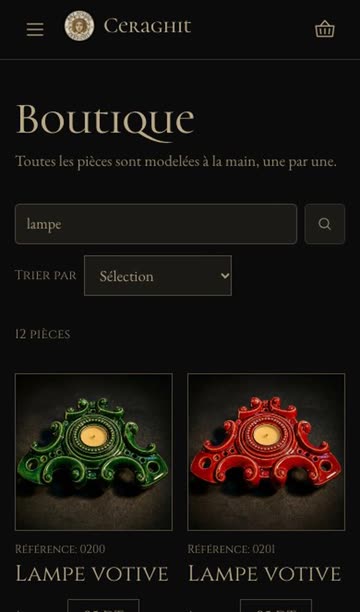 Ceraghit
Boutique
Toutes les pièces sont modelées à la main, une par une.
lampe
Trier par Sélection
12 pièces
Référence: 0200
Lampe votive
Référence: 0201
Lampe votive